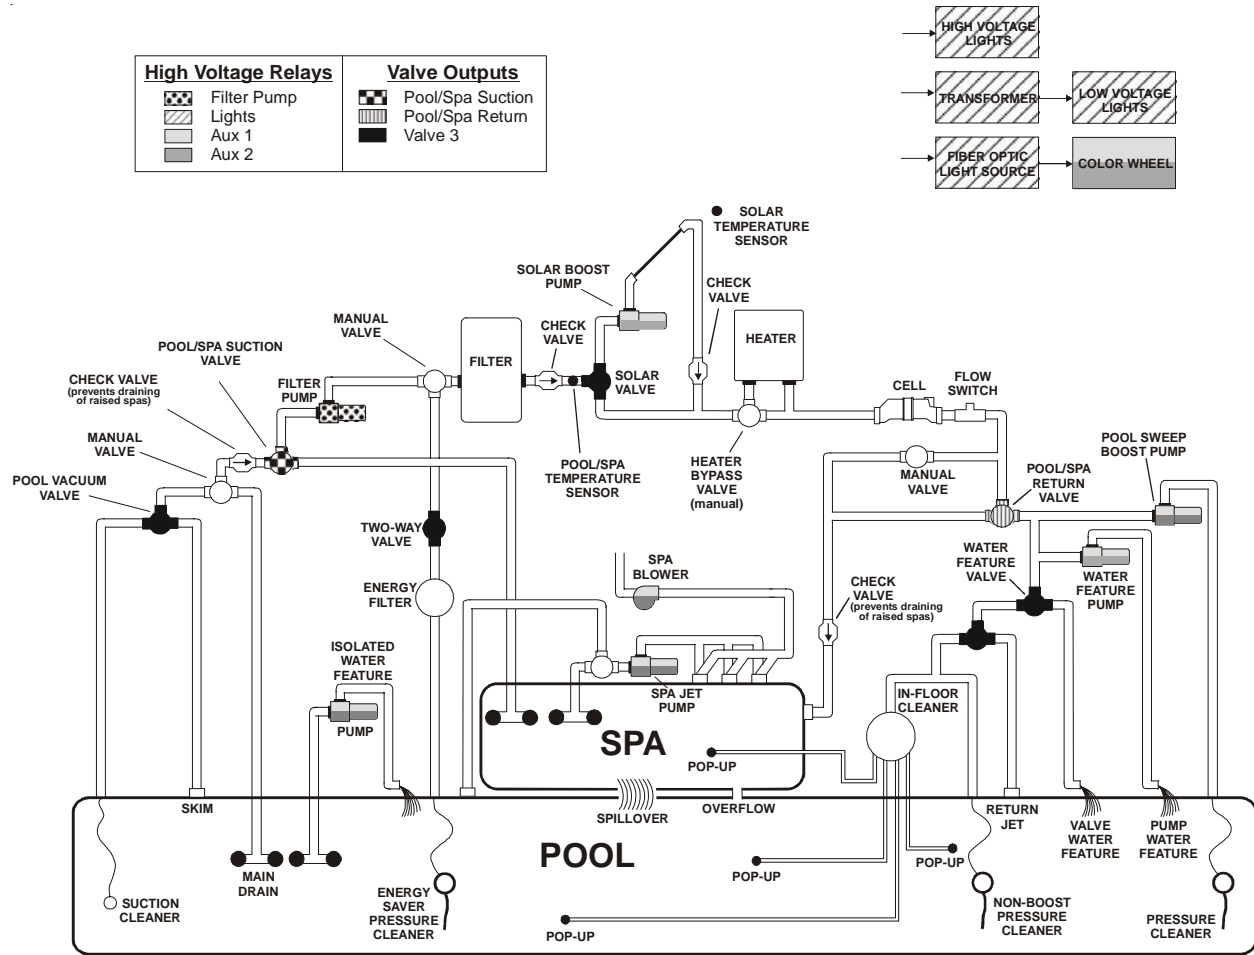 HIGH VOLTAGE
LIGHTS
TRANSFORMER
LOW VOLTAGE
LIGHTS
FIBER OPTIC
LIGHT SOURCE
COLOR WHEEL
High Voltage Relays
Filter Pump
Lights
Aux 1
Aux 2
Valve Outputs
Pool/Spa Suction
Pool/Spa Return
Valve 3
SOLAR
TEMPERATURE
SENSOR
SOLAR BOOST
PUMP
CHECK
VALVE
MANUAL
VALVE
CHECK
VALVE
HEATER
POOL/SPA SUCTION
VALVE
FILTER
CHECK VALVE
(prevents draining
of raised spas)
FILTER
PUMP
SOLAR
VALVE
CELL
FLOW
SWITCH
MANUAL
VALVE
POOL VACUUM
VALVE
POOL/SPA
TEMPERATURE
SENSOR
HEATER
BYPASS
VALVE
(manual)
MANUAL
VALVE
POOL/SPA
RETURN
VALVE
POOL SWEEP
BOOST PUMP
TWO-WAY
VALVE
SPA
BLOWER
WATER
FEATURE
VALVE
ENERGY
FILTER
CHECK
VALVE
(prevents draining
of raised spas)
WATER
FEATURE
PUMP
ISOLATED
WATER
FEATURE
PUMP
SPA JET
PUMP
IN-FLOOR
CLEANER
SPA
POP-UP
SKIM
SPILLOVER
OVERFLOW
RETURN
JET
VALVE
WATER
FEATURE
PUMP
WATER
FEATURE
POOL
MAIN
DRAIN
POP-UP
POP-UP
SUCTION
CLEANER
ENERGY
SAVER
PRESSURE
CLEANER
POP-UP
NON-BOOST
PRESSURE
CLEANER
PRESSURE
CLEANER